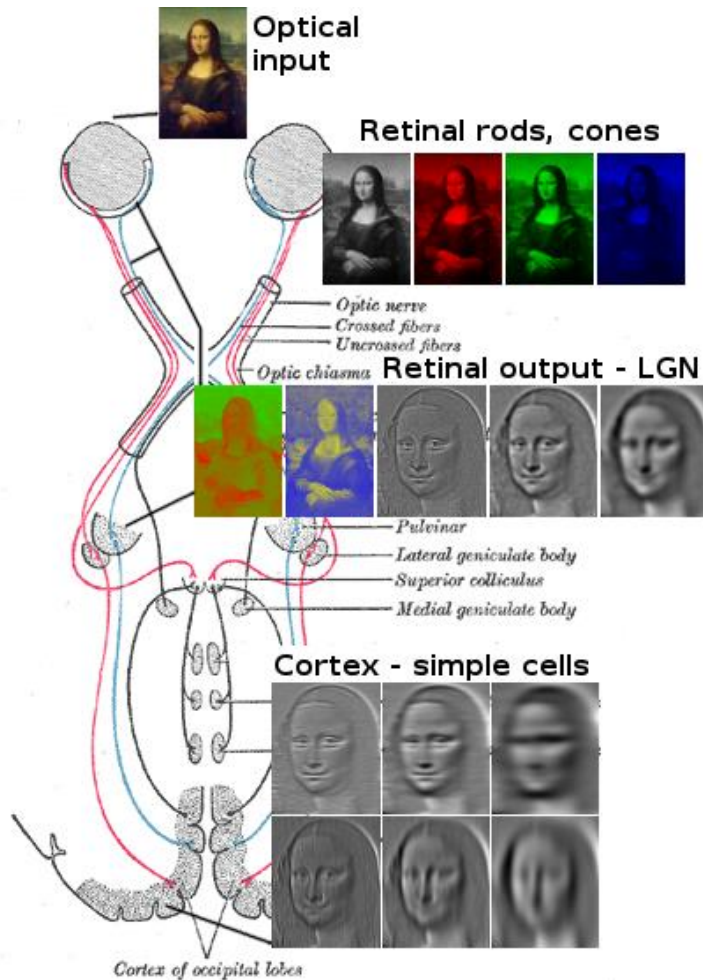 Optical
input
Retinal rods, cones
Optic nerve
Crossed fibers
Uncrossed fibers
Optic chiasma
Retinal output - LGN
Pulvinar
Lateral geniculate body
Superior colliculus
Medial geniculate body
Cortex - simple cells
Cortex of occipital lobes